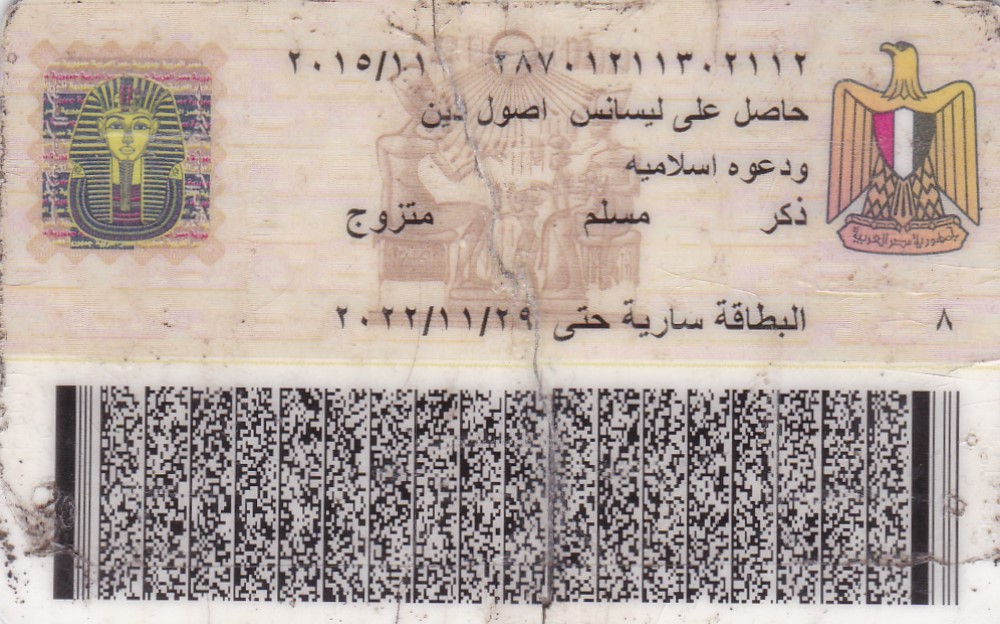 ٢٨٧٠١٢١١٣٠٢١١٢ ٢٠١٥/١١
حاصل على ليسانس اصول دين
ودعوه اسلاميه
ذكر مسلم متزوج
البطاقة سارية حتى ٢٠٢٢/١١/٢٩
٨
جمهورية مصر العربية